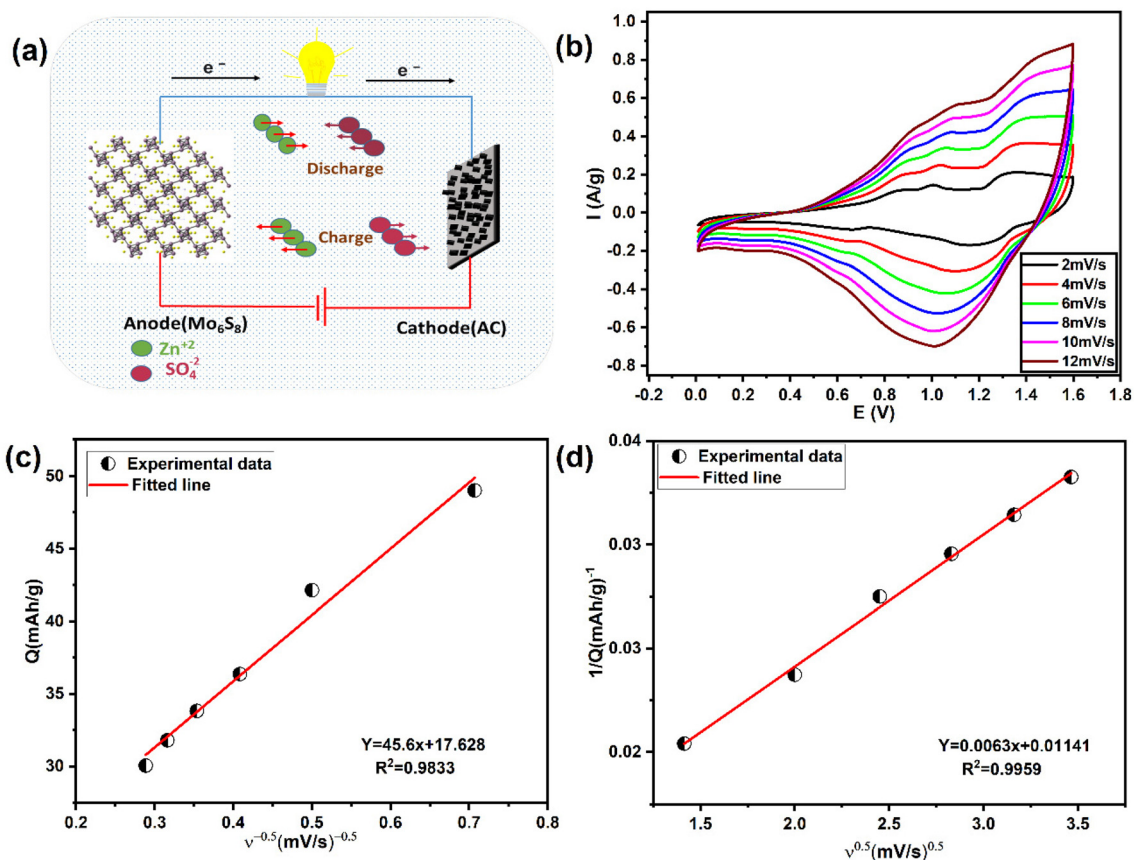 (a)
e⁻
e⁻
Discharge
Charge
Anode(Mo₆S₈)
Cathode(AC)
Zn⁺²
SO₄⁻²
(b)
I (A/g)
0.8
0.6
0.4
0.2
0.0
-0.2
-0.4
-0.6
-0.8
2mV/s
4mV/s
6mV/s
8mV/s
10mV/s
12mV/s
-0.2 0.0 0.2 0.4 0.6 0.8 1.0 1.2 1.4 1.6 1.8
E (V)
(c)
Experimental data
Fitted line
Q(mAh/g)
50
45
40
35
30
Y=45.6x+17.628
R²=0.9833
0.2 0.3 0.4 0.5 0.6 0.7 0.8
ν⁻⁰·⁵(mV/s)⁻⁰·⁵
(d)
Experimental data
Fitted line
1/Q(mAh/g)⁻¹
0.04
0.03
0.03
0.02
Y=0.0063x+0.01141
R²=0.9959
1.5 2.0 2.5 3.0 3.5
ν⁰·⁵(mV/s)⁰·⁵